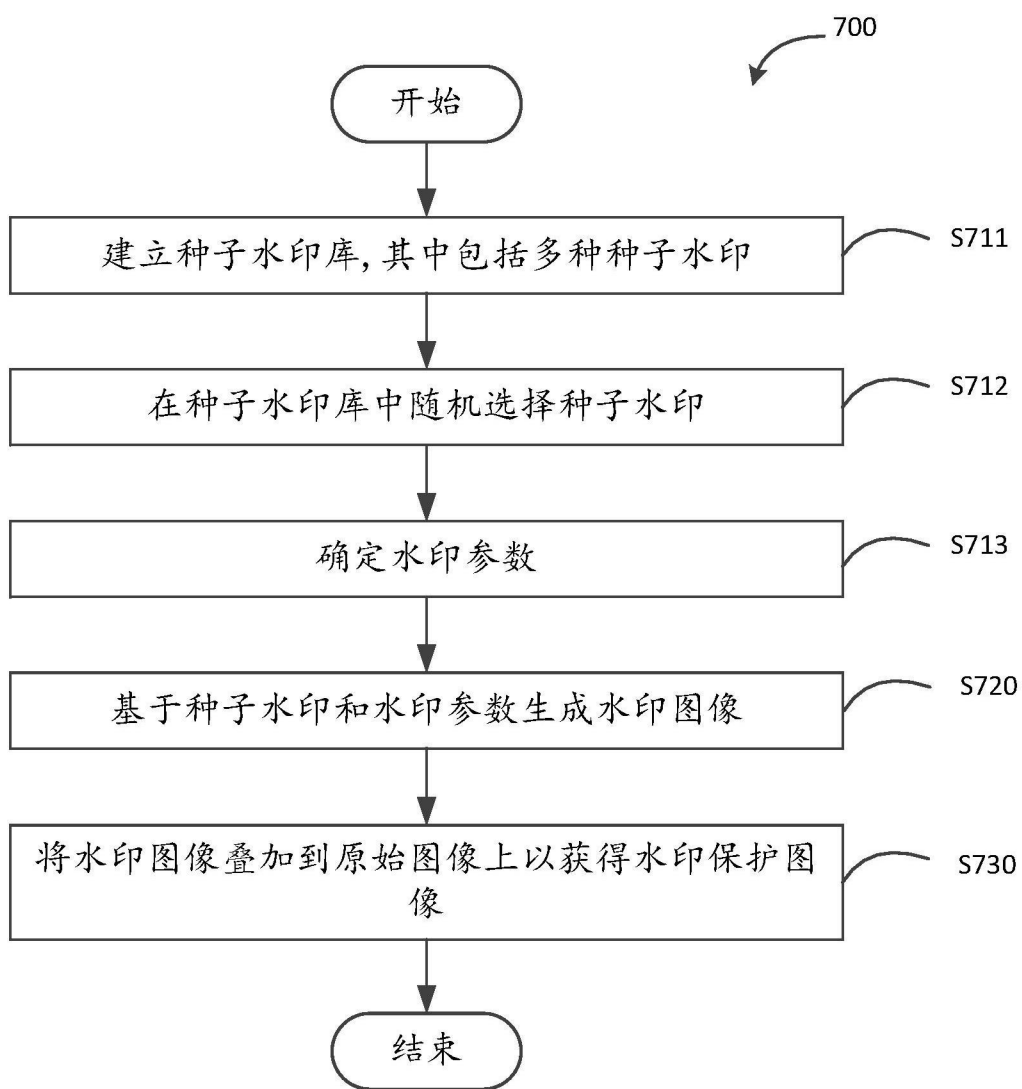 700
开始
建立种子水印库,其中包括多种种子水印
S711
在种子水印库中随机选择种子水印
S712
确定水印参数
S713
基于种子水印和水印参数生成水印图像
S720
将水印图像叠加到原始图像上以获得水印保护图
像
S730
结束